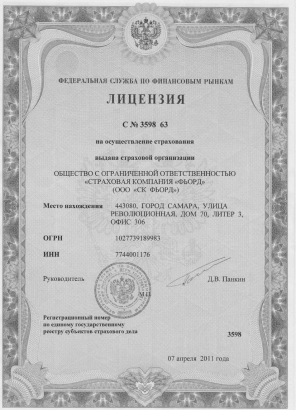 ФЕДЕРАЛЬНАЯ СЛУЖБА ПО ФИНАНСОВЫМ РЫНКАМ
ЛИЦЕНЗИЯ
С № 3598 63
на осуществление страхования
выдана страховой организации
ОБЩЕСТВО С ОГРАНИЧЕННОЙ ОТВЕТСТВЕННОСТЬЮ
«СТРАХОВАЯ КОМПАНИЯ «ФЬОРД»
(ООО «СК ФЬОРД»)
Место нахождения 443080, ГОРОД САМАРА, УЛИЦА
РЕВОЛЮЦИОННАЯ, ДОМ 70, ЛИТЕР 3,
ОФИС 306
ОГРН 1027739189983
ИНН 7744001176
Руководитель Д.В. Панкин
М.П.
Регистрационный номер
по единому государственному
реестру субъектов страхового дела 3598
07 апреля 2011 года